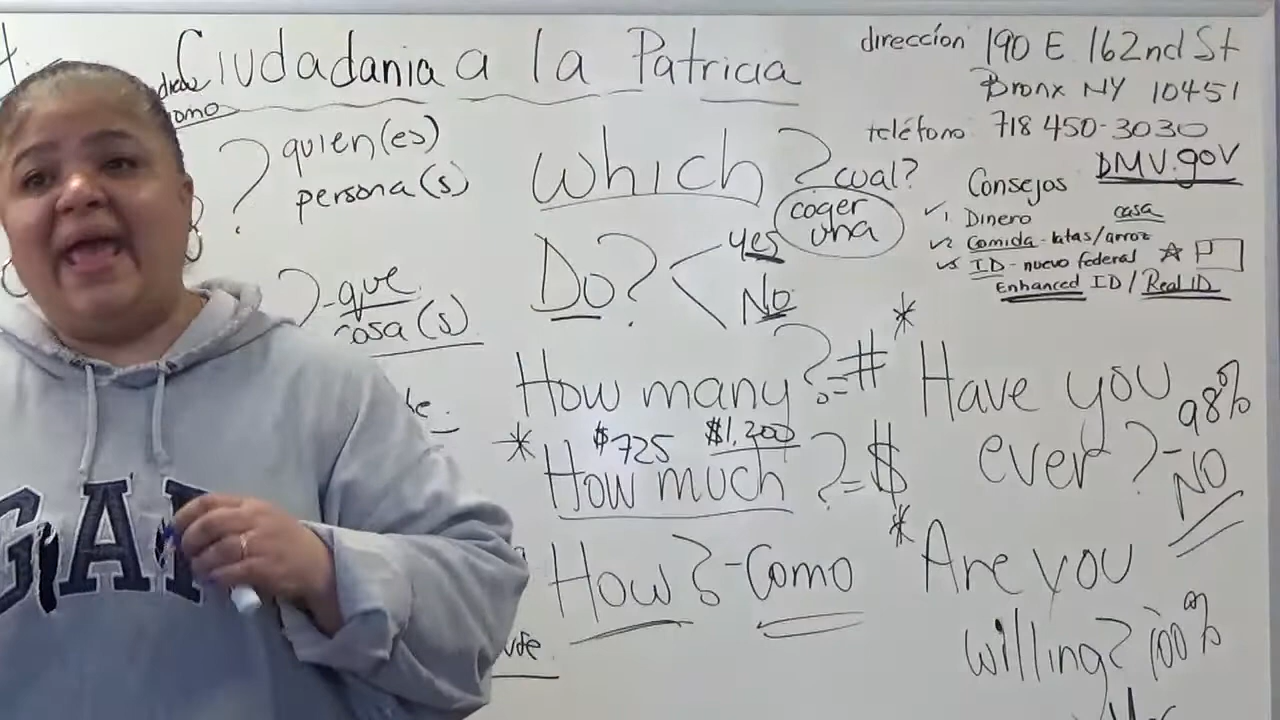 Ciudadania a la Patricia
dirección 190 E 162nd St
Bronx NY 10451
teléfono 718 450-3030
DMV.gov
omo
? quien(es)
persona(s)
Which? cual?
coger
una
Consejos
1 Dinero casa
2 Comida-latas/arroz
3 ID-nuevo federal
Enhanced ID / Real ID
Do? yes
No
?-que
cosa(s)
How many? = #
* How much? = $
$725 $1,200
How?-Como
* Have you
ever?- 98%
NO
* Are you
willing? 100%
Yes
GAP